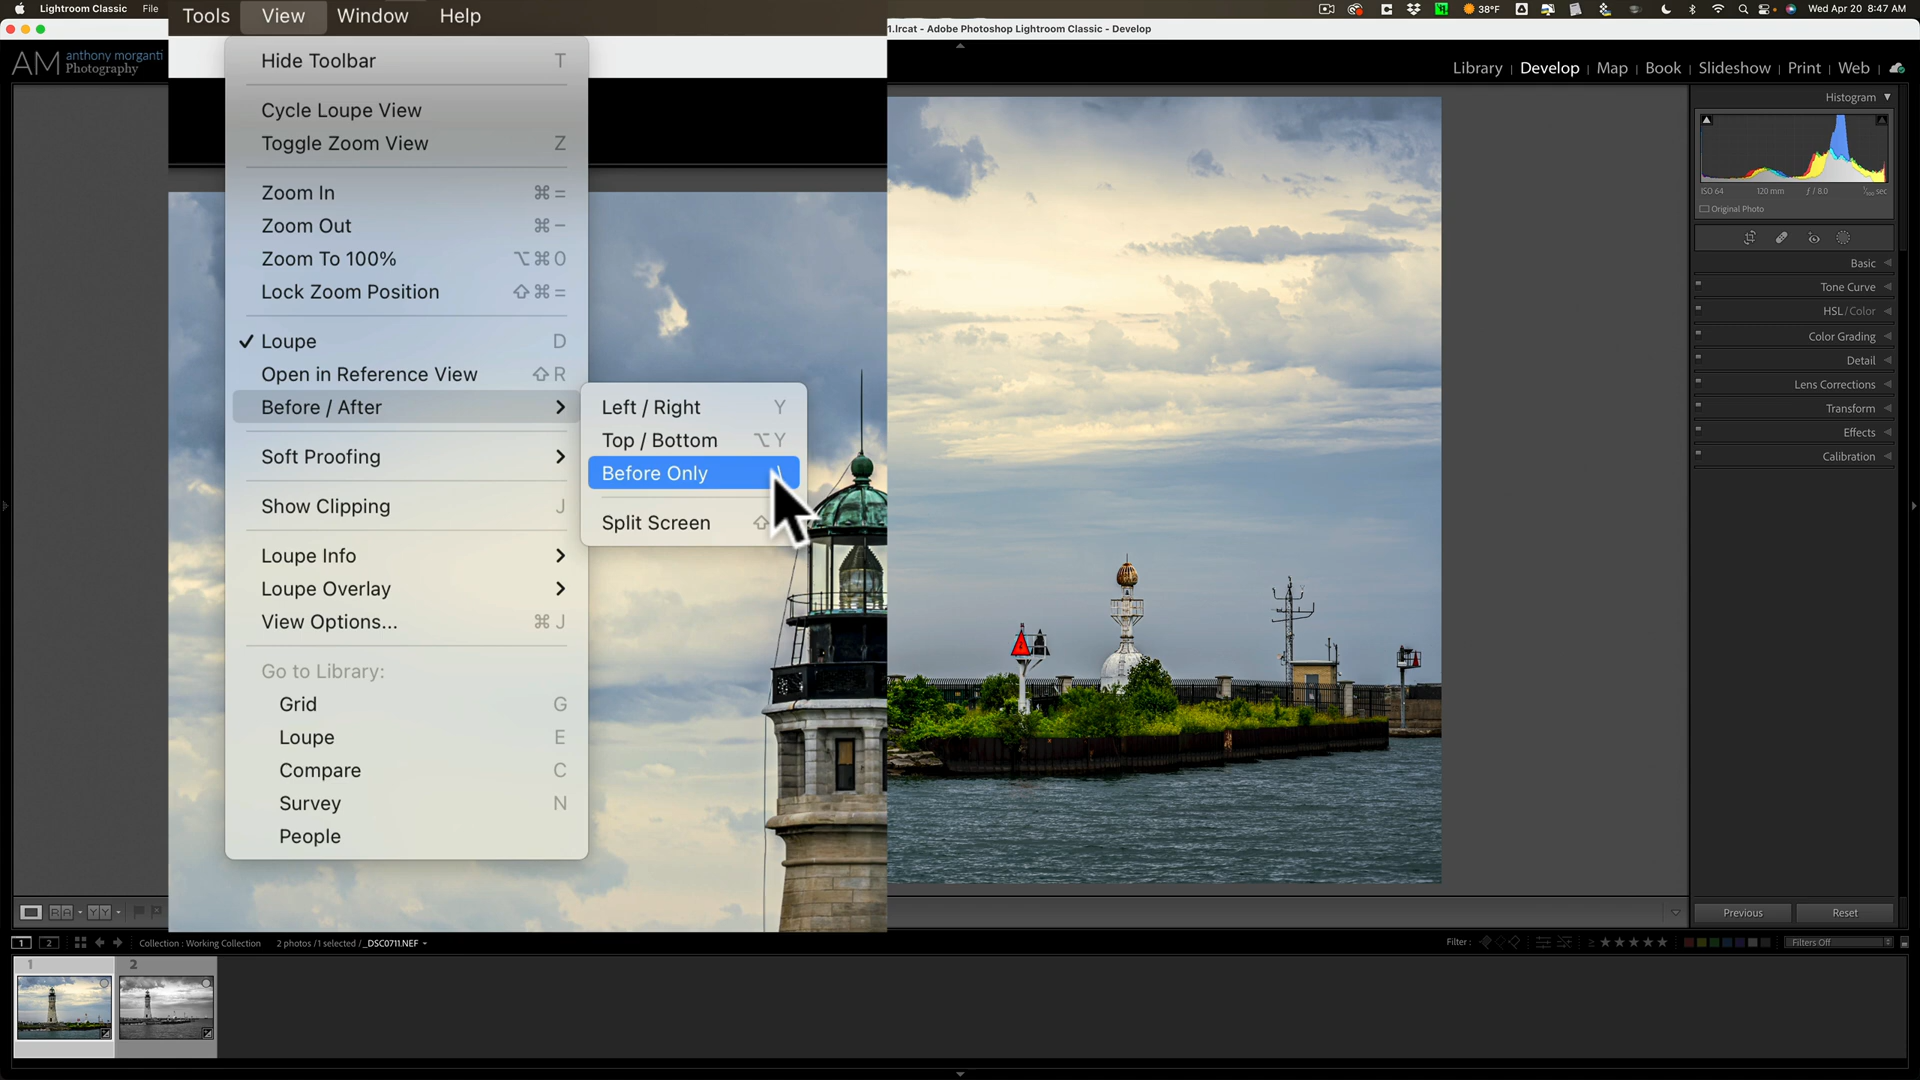 Lightroom Classic File
Tools View Window Help
38°F Wed Apr 20 8:47 AM
1.lrcat - Adobe Photoshop Lightroom Classic - Develop
AM anthony morganti
Photography
Library | Develop | Map | Book | Slideshow | Print | Web |
Hide Toolbar T
Cycle Loupe View
Toggle Zoom View Z
Zoom In ⌘ =
Zoom Out ⌘ −
Zoom To 100% ⌥ ⌘ 0
Lock Zoom Position ⇧ ⌘ =
✓ Loupe D
Open in Reference View ⇧ R
Before / After >
Soft Proofing >
Show Clipping J
Loupe Info >
Loupe Overlay >
View Options... ⌘ J
Go to Library:
Grid G
Loupe E
Compare C
Survey N
People
Left / Right Y
Top / Bottom ⌥ Y
Before Only \
Split Screen ⇧
Histogram
ISO 64 120 mm ƒ / 8.0 sec
Original Photo
Basic
Tone Curve
HSL / Color
Color Grading
Detail
Lens Corrections
Transform
Effects
Calibration
Previous Reset
R A Y Y
1 2 Collection : Working Collection 2 photos / 1 selected / _DSC0711.NEF
Filter : ≥ ★ ★ ★ ★ ★ Filters Off
1 2